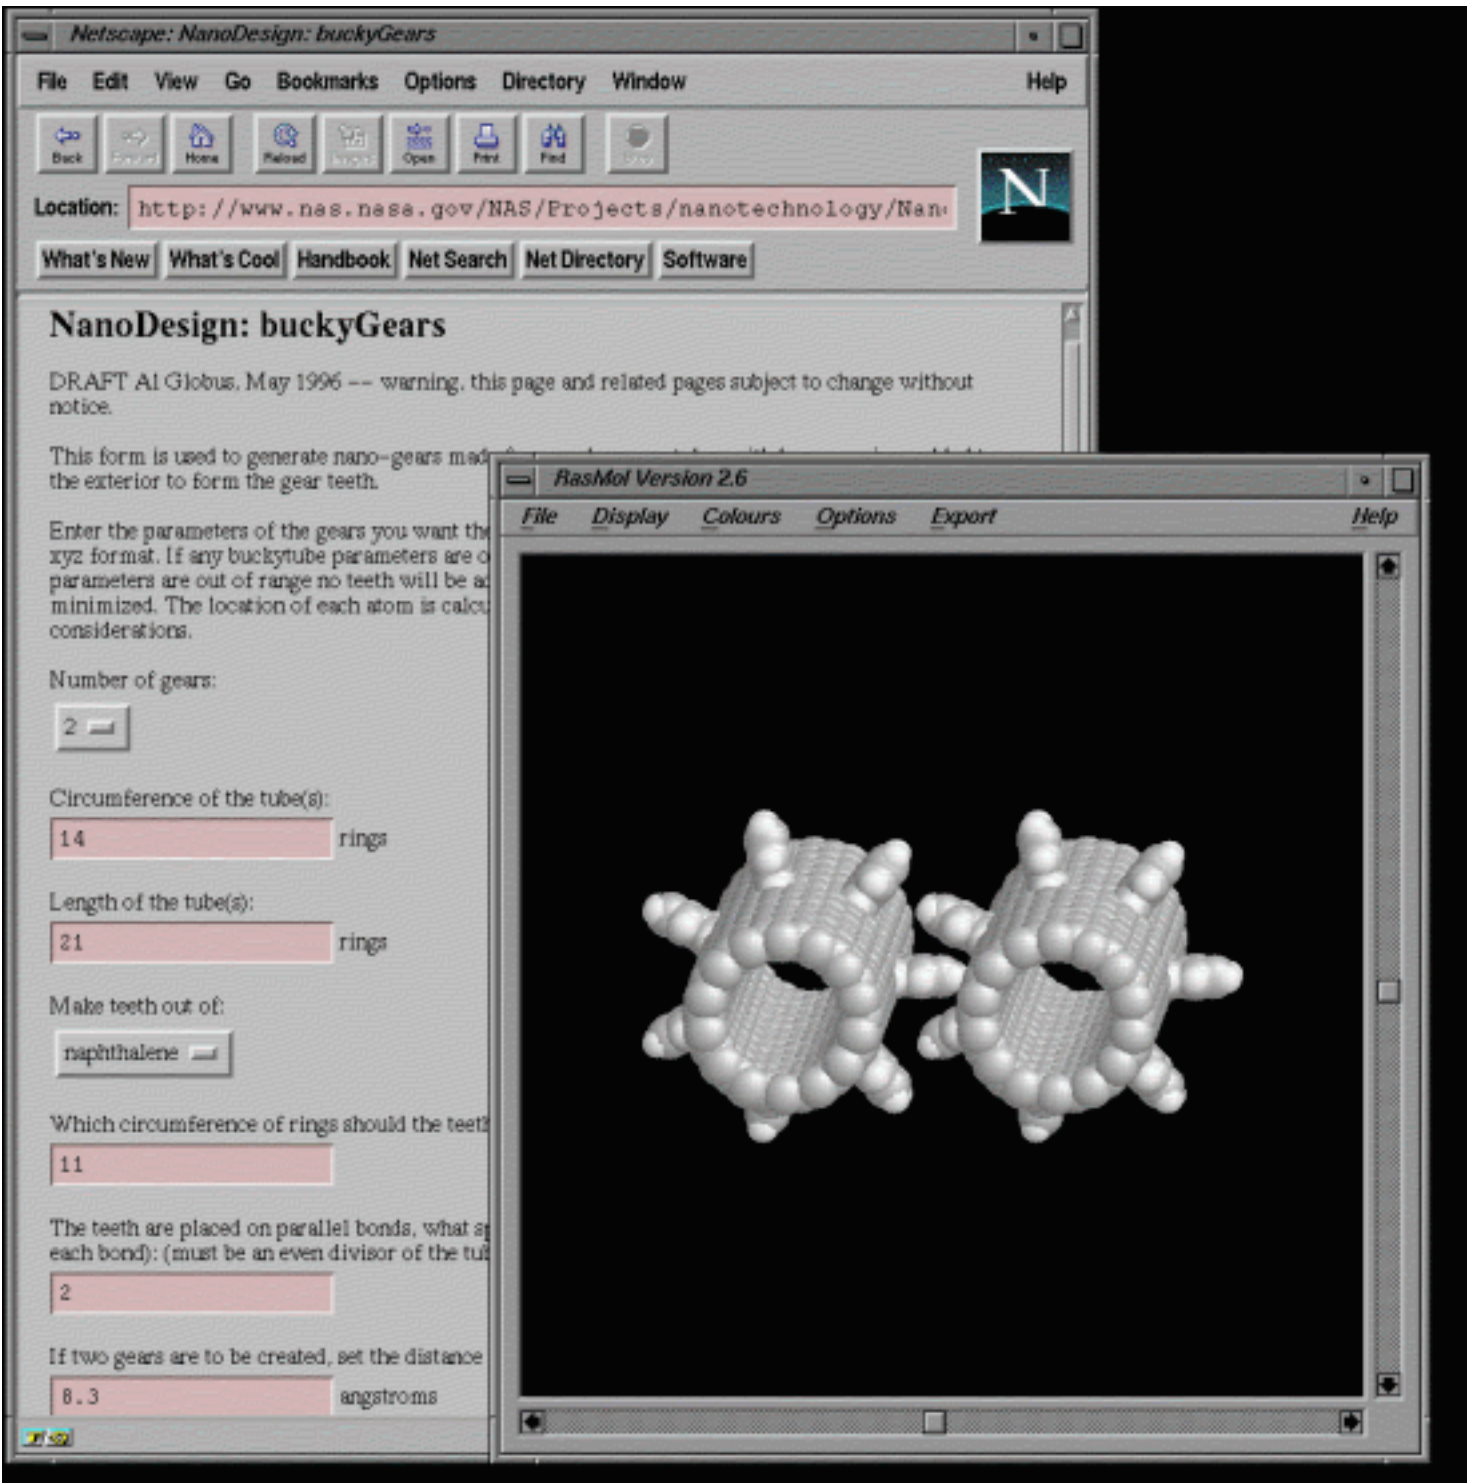 Netscape: NanoDesign: buckyGears
File Edit View Go Bookmarks Options Directory Window Help
Back Forward Home Reload Images Open Print Find Stop
N
Location: http://www.nas.nasa.gov/NAS/Projects/nanotechnology/Nan
What's New What's Cool Handbook Net Search Net Directory Software
NanoDesign: buckyGears
DRAFT Al Globus, May 1996 -- warning, this page and related pages subject to change without
notice.
This form is used to generate nano-gears mad
the exterior to form the gear teeth.
Enter the parameters of the gears you want the
xyz format. If any buckytube parameters are o
parameters are out of range no teeth will be ad
minimized. The location of each atom is calcu
considerations.
Number of gears:
2
Circumference of the tube(s):
14 rings
Length of the tube(s):
21 rings
Make teeth out of:
naphthalene
Which circumference of rings should the teeth
11
The teeth are placed on parallel bonds, what sp
each bond): (must be an even divisor of the tub
2
If two gears are to be created, set the distance
8.3 angstroms
RasMol Version 2.6
File Display Colours Options Export Help